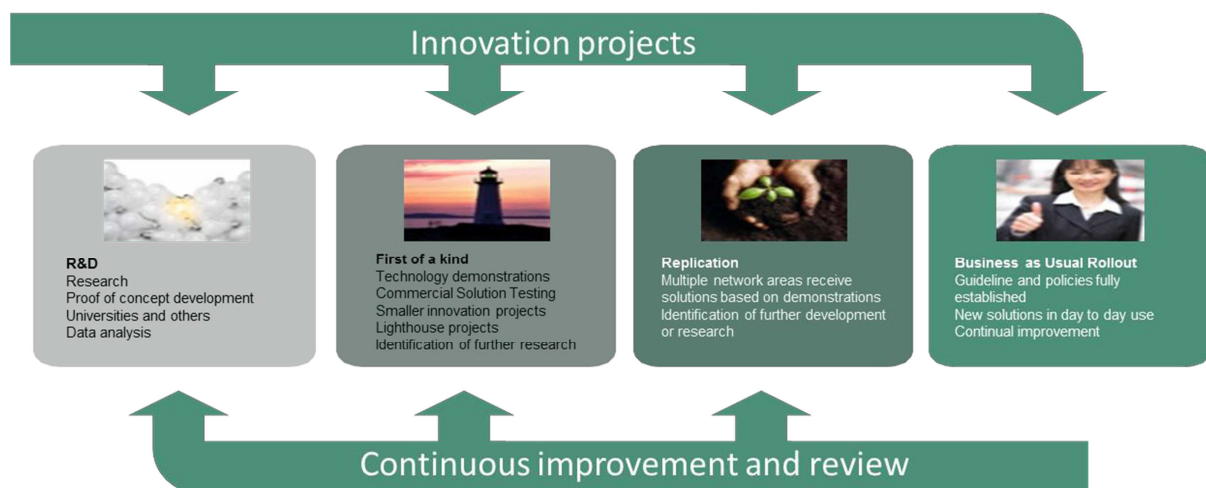 Innovation projects
R&D
Research
Proof of concept development
Universities and others
Data analysis
First of a kind
Technology demonstrations
Commercial Solution Testing
Smaller innovation projects
Lighthouse projects
Identification of further research
Replication
Multiple network areas receive
solutions based on demonstrations
Identification of further development
or research
Business as Usual Rollout
Guideline and policies fully
established
New solutions in day to day use
Continual improvement
Continuous improvement and review